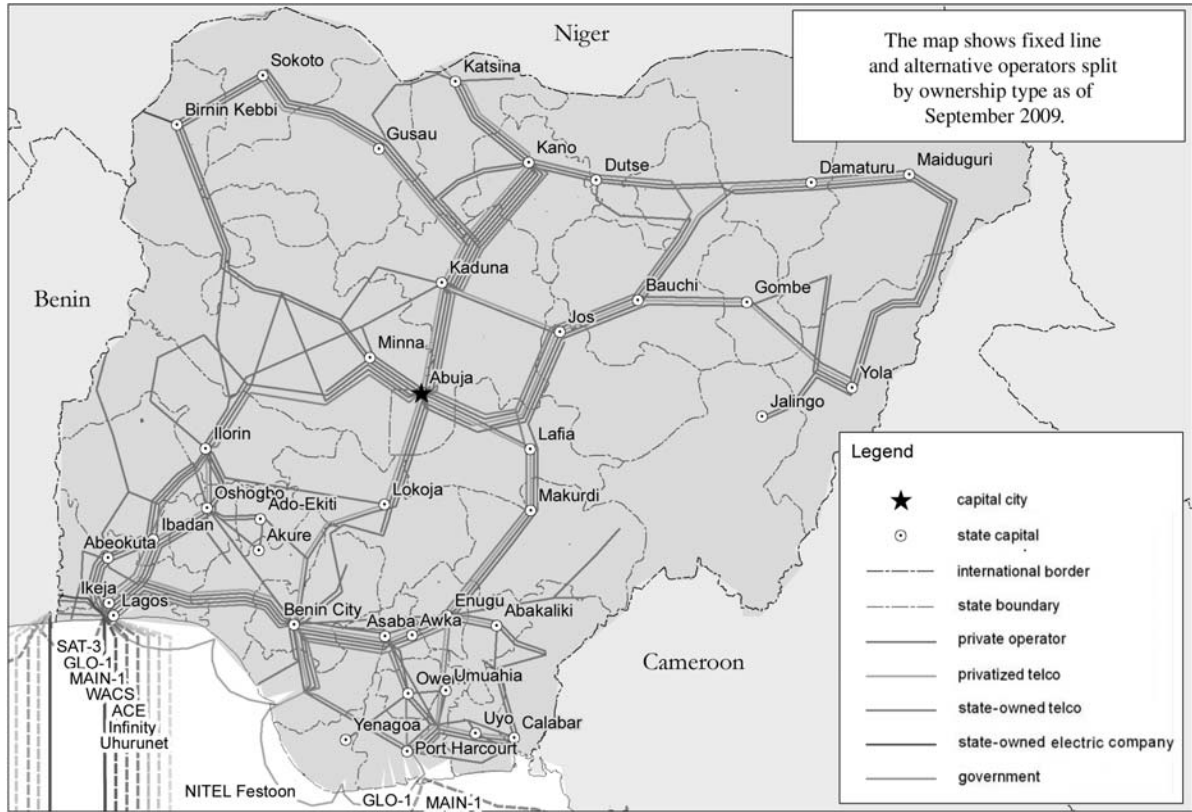 Niger
The map shows fixed line
and alternative operators split
by ownership type as of
September 2009.
Sokoto
Katsina
Birnin Kebbi
Gusau
Kano
Dutse
Damaturu
Maiduguri
Kaduna
Benin
Bauchi
Gombe
Jos
Minna
Abuja
Yola
Jalingo
Ilorin
Lafia
Oshogbo
Ado-Ekiti
Lokoja
Makurdi
Ibadan
Akure
Abeokuta
Ikeja
Lagos
Benin City
Enugu
Abakaliki
Asaba
Awka
Cameroon
SAT-3
GLO-1
MAIN-1
WACS
ACE
Infinity
Uhurunet
Umuahia
Yenagoa
Uyo
Calabar
Port Harcourt
NITEL Festoon
GLO-1
MAIN-1
Legend
capital city
state capital
international border
state boundary
private operator
privatized telco
state-owned telco
state-owned electric company
government